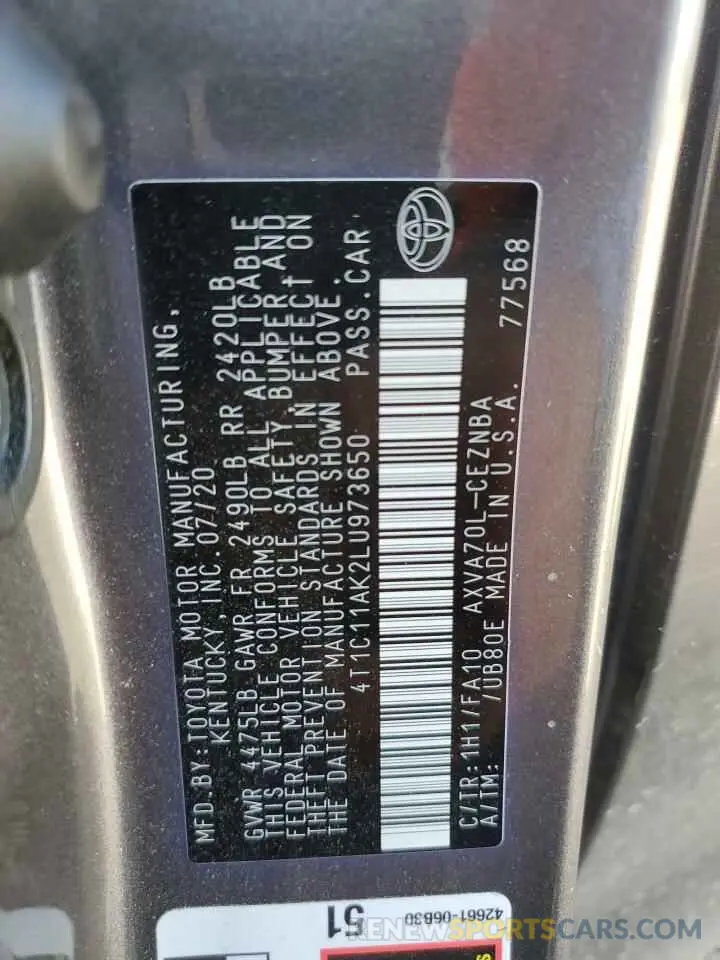 MFD.BY:TOYOTA MOTOR MANUFACTURING,
KENTUCKY, INC.07/20
GVWR 4475LB GAWR FR 2490LB RR 2420LB
THIS VEHICLE CONFORMS TO ALL APPLICABLE
FEDERAL MOTOR VEHICLE SAFETY, BUMPER AND
THEFT PREVENTION STANDARDS IN EFFECT ON
THE DATE OF MANUFACTURE SHOWN ABOVE.
4T1C11AK2LU973650 PASS.CAR
C/TR:1H1/FA10 AXVA70L-CEZNBA
A/TM: /UB80E MADE IN U.S.A. 77568
42661-06B30
51
RENEWSPORTSCARS.COM